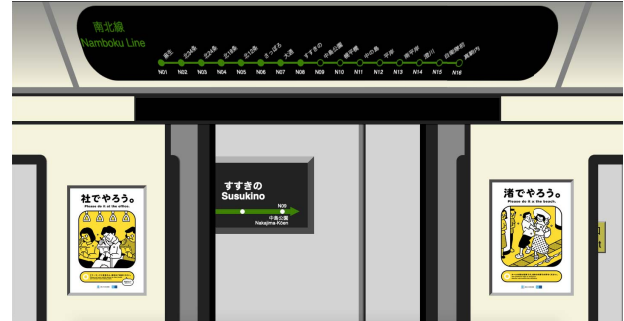 南北線
Namboku Line
麻生
北34条
北24条
北18条
北12条
さっぽろ
大通
すすきの
中島公園
幌平橋
中の島
平岸
南平岸
澄川
自衛隊前
真駒内
N01 N02 N03 N04 N05 N06 N07 N08 N09 N10 N11 N12 N13 N14 N15 N16
社でやろう。
Please do it at the office.
すすきの
Susukino
N09
中島公園
Nakajima-Kōen
渚でやろう。
Please do it a the beach.